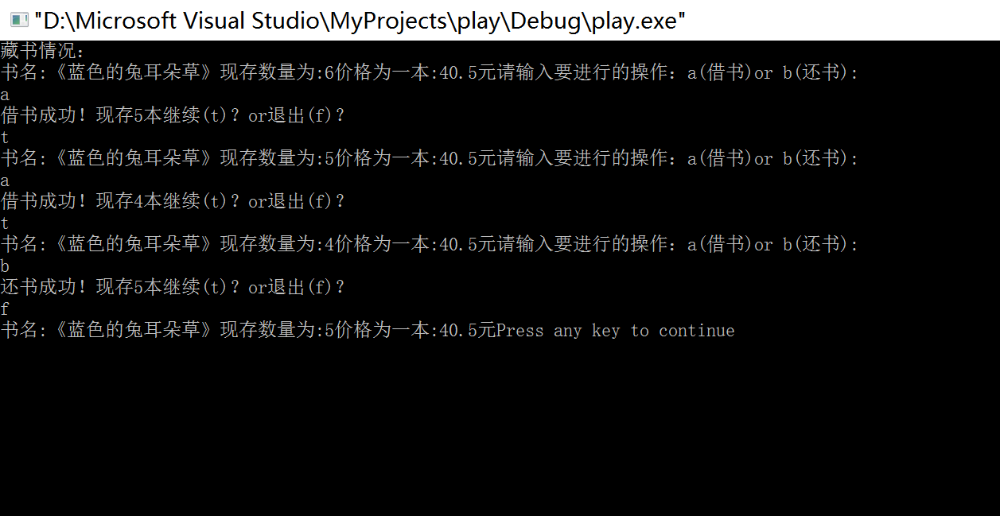 "D:\Microsoft Visual Studio\MyProjects\play\Debug\play.exe"
藏书情况：
书名:《蓝色的兔耳朵草》现存数量为:6价格为一本:40.5元请输入要进行的操作：a(借书)or b(还书):
a
借书成功！现存5本继续(t)？or退出(f)？
t
书名:《蓝色的兔耳朵草》现存数量为:5价格为一本:40.5元请输入要进行的操作：a(借书)or b(还书):
a
借书成功！现存4本继续(t)？or退出(f)？
t
书名:《蓝色的兔耳朵草》现存数量为:4价格为一本:40.5元请输入要进行的操作：a(借书)or b(还书):
b
还书成功！现存5本继续(t)？or退出(f)？
f
书名:《蓝色的兔耳朵草》现存数量为:5价格为一本:40.5元Press any key to continue